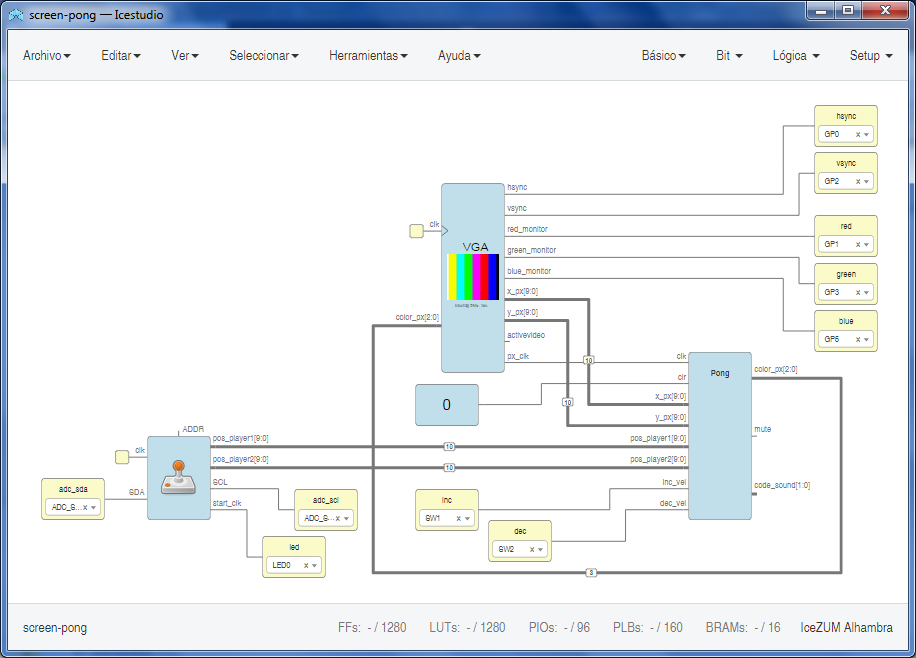 screen-pong — Icestudio
Archivo Editar Ver Seleccionar Herramientas Ayuda Básico Bit Lógica Setup
hsync
GP0 x
vsync
GP2 x
red
GP1 x
green
GP3 x
blue
GP5 x
clk
VGA
color_px[2:0]
hsync
vsync
red_monitor
green_monitor
blue_monitor
x_px[9:0]
y_px[9:0]
activevideo
px_clk
10
10
0
clk
clr
x_px[9:0]
y_px[9:0]
pos_player1[9:0]
pos_player2[9:0]
inc_vel
dec_vel
Pong
color_px[2:0]
mute
code_sound[1:0]
ADDR
clk
SDA
pos_player1[9:0]
pos_player2[9:0]
SCL
start_clk
10
10
adc_sda
ADC_S... x
adc_scl
ADC_S... x
led
LED0 x
inc
SW1 x
dec
SW2 x
3
screen-pong FFs: - / 1280 LUTs: - / 1280 PIOs: - / 96 PLBs: - / 160 BRAMs: - / 16 IceZUM Alhambra